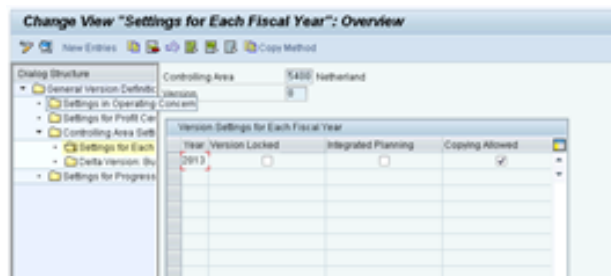 Change View "Settings for Each Fiscal Year": Overview
New Entries Copy Method
Dialog Structure
General Version Definitic
Settings in Operating Concern
Settings for Profit Cen
Controlling Area Setti
Settings for Each
Delta Version: Bu
Settings for Progress
Controlling Area 5400 Netherland
Version 0
Version Settings for Each Fiscal Year
Year Version Locked Integrated Planning Copying Allowed
2013